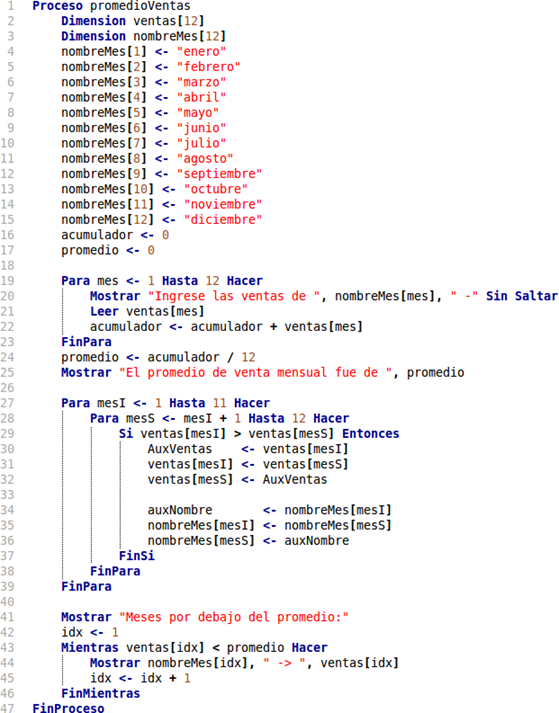 1 Proceso promedioVentas
2 Dimension ventas[12]
3 Dimension nombreMes[12]
4 nombreMes[1] <- "enero"
5 nombreMes[2] <- "febrero"
6 nombreMes[3] <- "marzo"
7 nombreMes[4] <- "abril"
8 nombreMes[5] <- "mayo"
9 nombreMes[6] <- "junio"
10 nombreMes[7] <- "julio"
11 nombreMes[8] <- "agosto"
12 nombreMes[9] <- "septiembre"
13 nombreMes[10] <- "octubre"
14 nombreMes[11] <- "noviembre"
15 nombreMes[12] <- "diciembre"
16 acumulador <- 0
17 promedio <- 0
18
19 Para mes <- 1 Hasta 12 Hacer
20 Mostrar "Ingrese las ventas de ", nombreMes[mes], " -" Sin Saltar
21 Leer ventas[mes]
22 acumulador <- acumulador + ventas[mes]
23 FinPara
24 promedio <- acumulador / 12
25 Mostrar "El promedio de venta mensual fue de ", promedio
26
27 Para mesI <- 1 Hasta 11 Hacer
28 Para mesS <- mesI + 1 Hasta 12 Hacer
29 Si ventas[mesI] > ventas[mesS] Entonces
30 AuxVentas <- ventas[mesI]
31 ventas[mesI] <- ventas[mesS]
32 ventas[mesS] <- AuxVentas
33
34 auxNombre <- nombreMes[mesI]
35 nombreMes[mesI] <- nombreMes[mesS]
36 nombreMes[mesS] <- auxNombre
37 FinSi
38 FinPara
39 FinPara
40
41 Mostrar "Meses por debajo del promedio:"
42 idx <- 1
43 Mientras ventas[idx] < promedio Hacer
44 Mostrar nombreMes[idx], " -> ", ventas[idx]
45 idx <- idx + 1
46 FinMientras
47 FinProceso